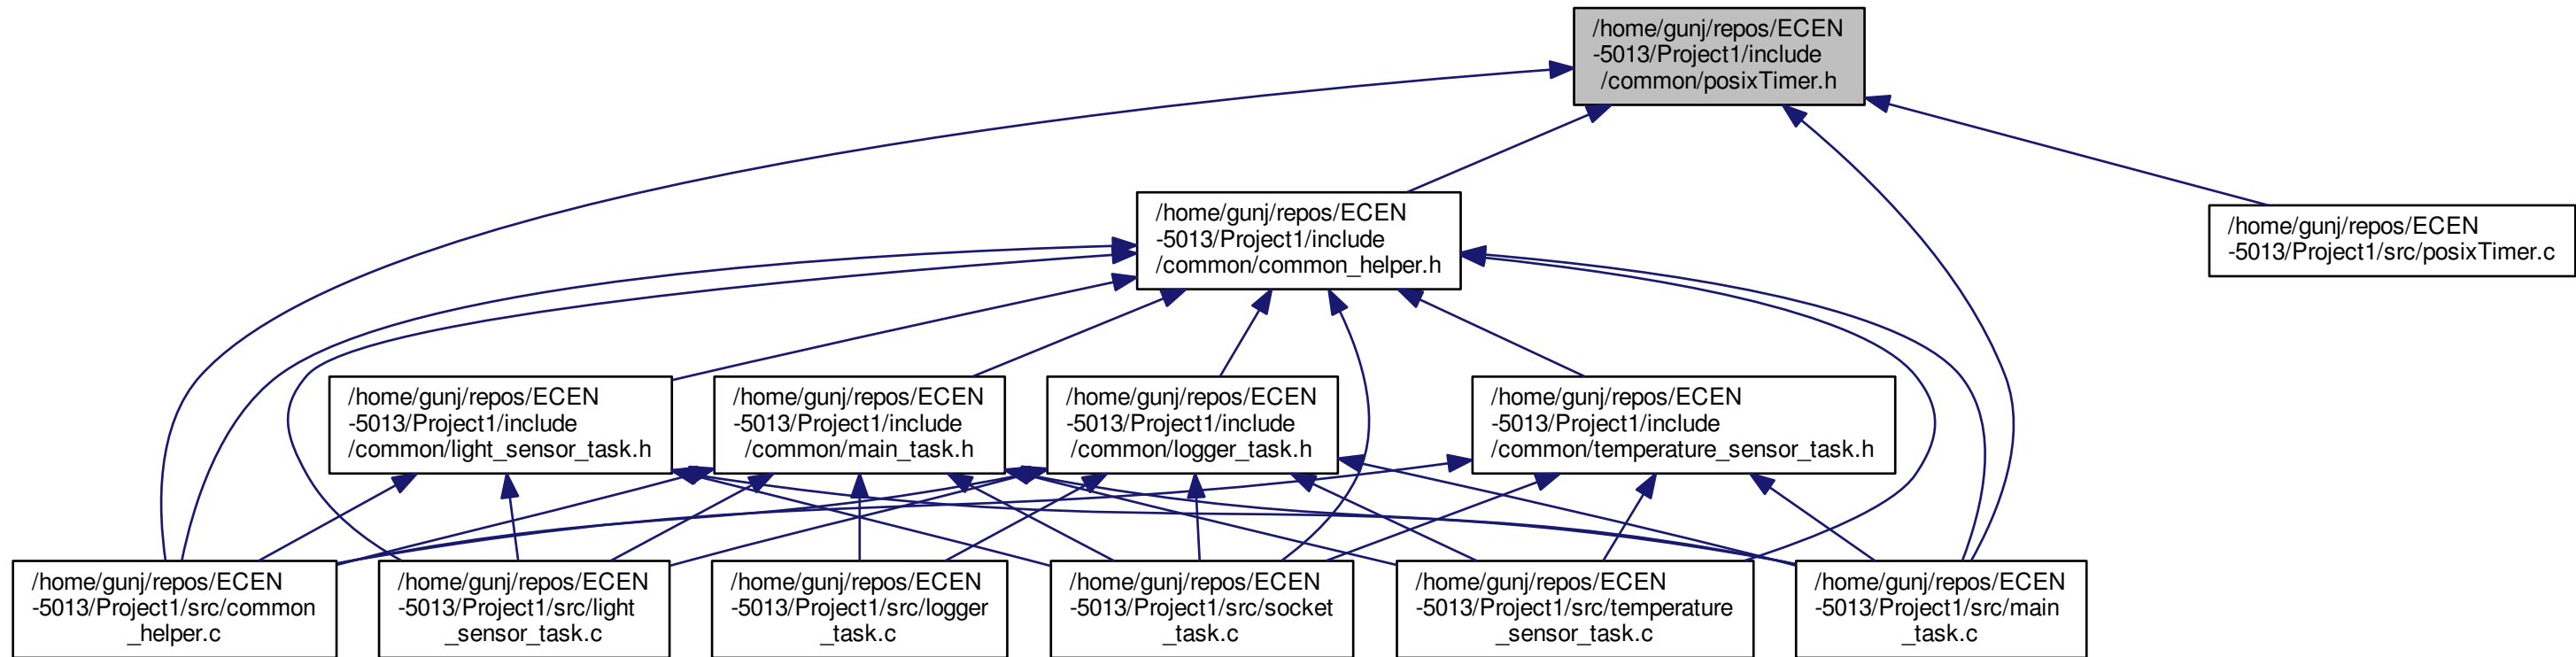 /home/gunj/repos/ECEN
-5013/Project1/include
/common/posixTimer.h
/home/gunj/repos/ECEN
-5013/Project1/include
/common/common_helper.h
/home/gunj/repos/ECEN
-5013/Project1/src/posixTimer.c
/home/gunj/repos/ECEN
-5013/Project1/include
/common/light_sensor_task.h
/home/gunj/repos/ECEN
-5013/Project1/include
/common/main_task.h
/home/gunj/repos/ECEN
-5013/Project1/include
/common/logger_task.h
/home/gunj/repos/ECEN
-5013/Project1/include
/common/temperature_sensor_task.h
/home/gunj/repos/ECEN
-5013/Project1/src/common
_helper.c
/home/gunj/repos/ECEN
-5013/Project1/src/light
_sensor_task.c
/home/gunj/repos/ECEN
-5013/Project1/src/logger
_task.c
/home/gunj/repos/ECEN
-5013/Project1/src/socket
_task.c
/home/gunj/repos/ECEN
-5013/Project1/src/temperature
_sensor_task.c
/home/gunj/repos/ECEN
-5013/Project1/src/main
_task.c